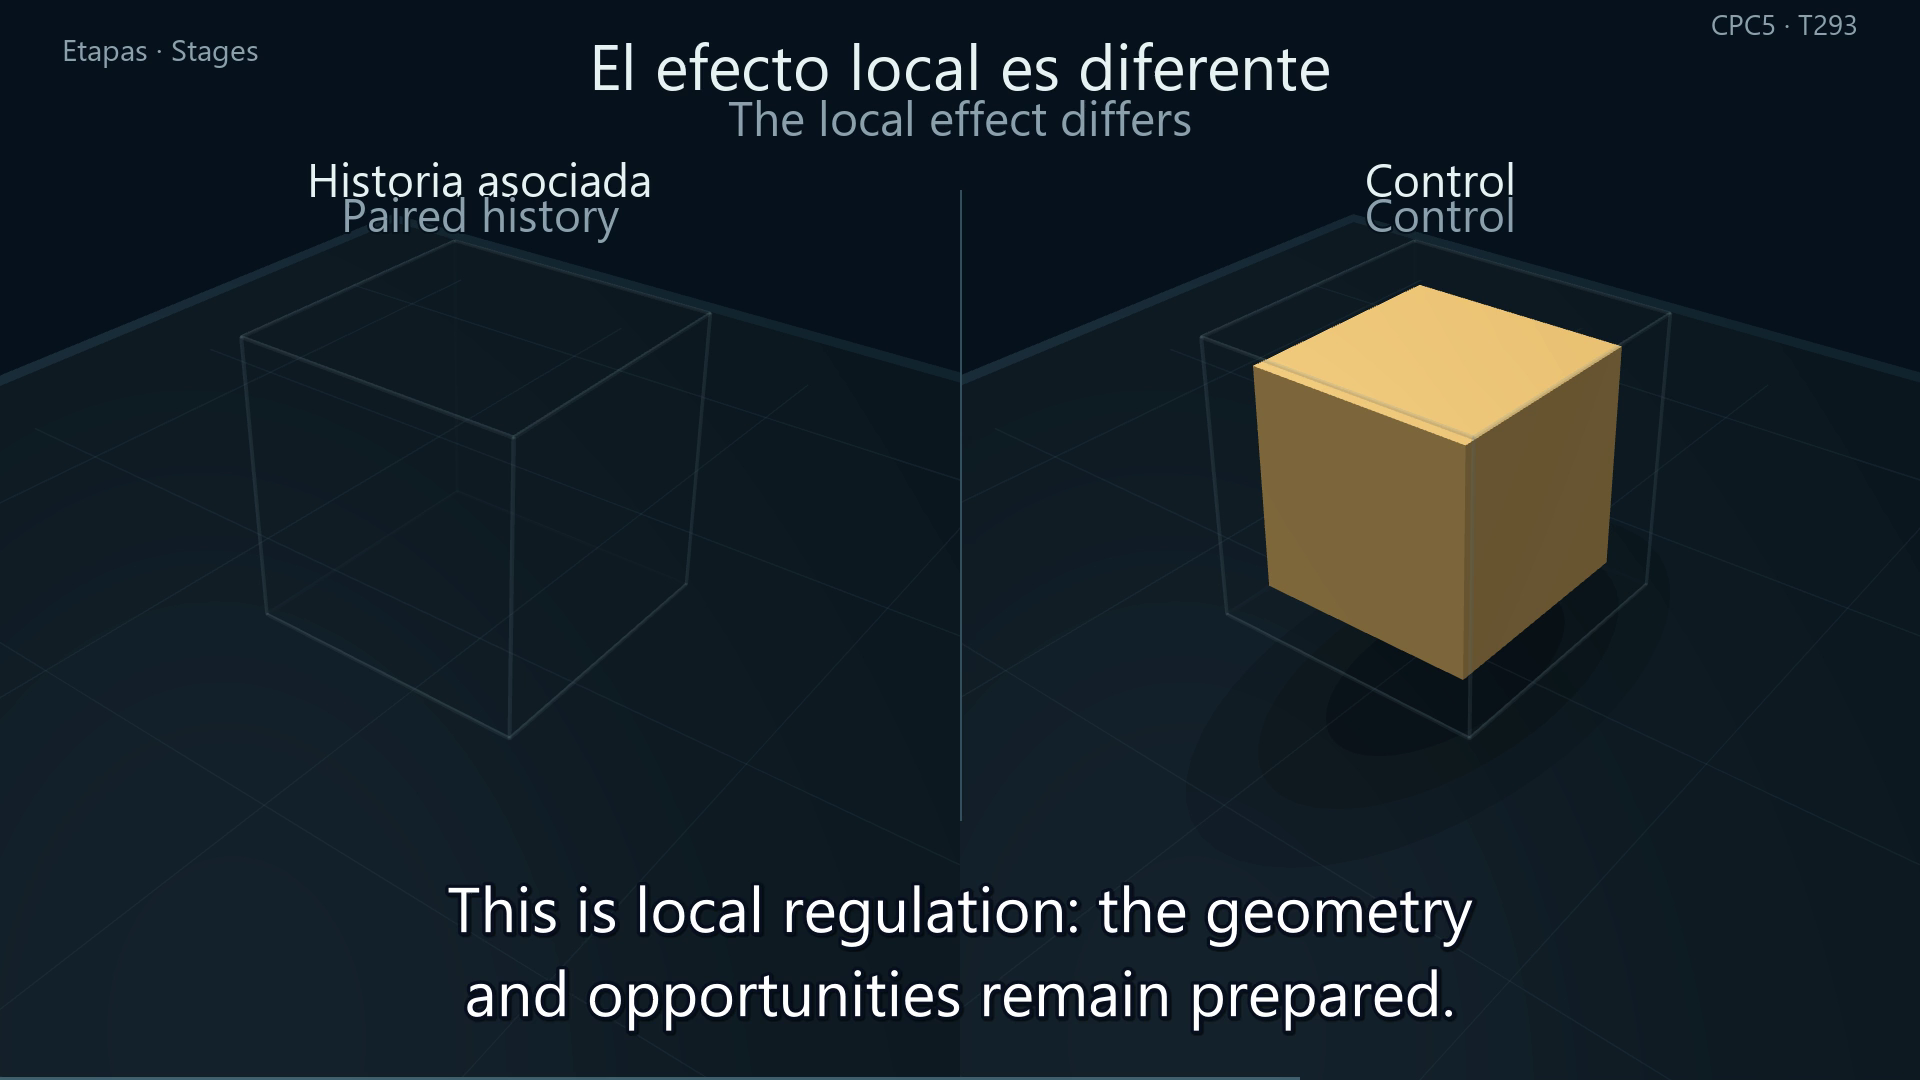 Etapas · Stages
CPC5 · T293
El efecto local es diferente
The local effect differs
Historia asociada
Paired history
Control
Control
This is local regulation: the geometry
and opportunities remain prepared.